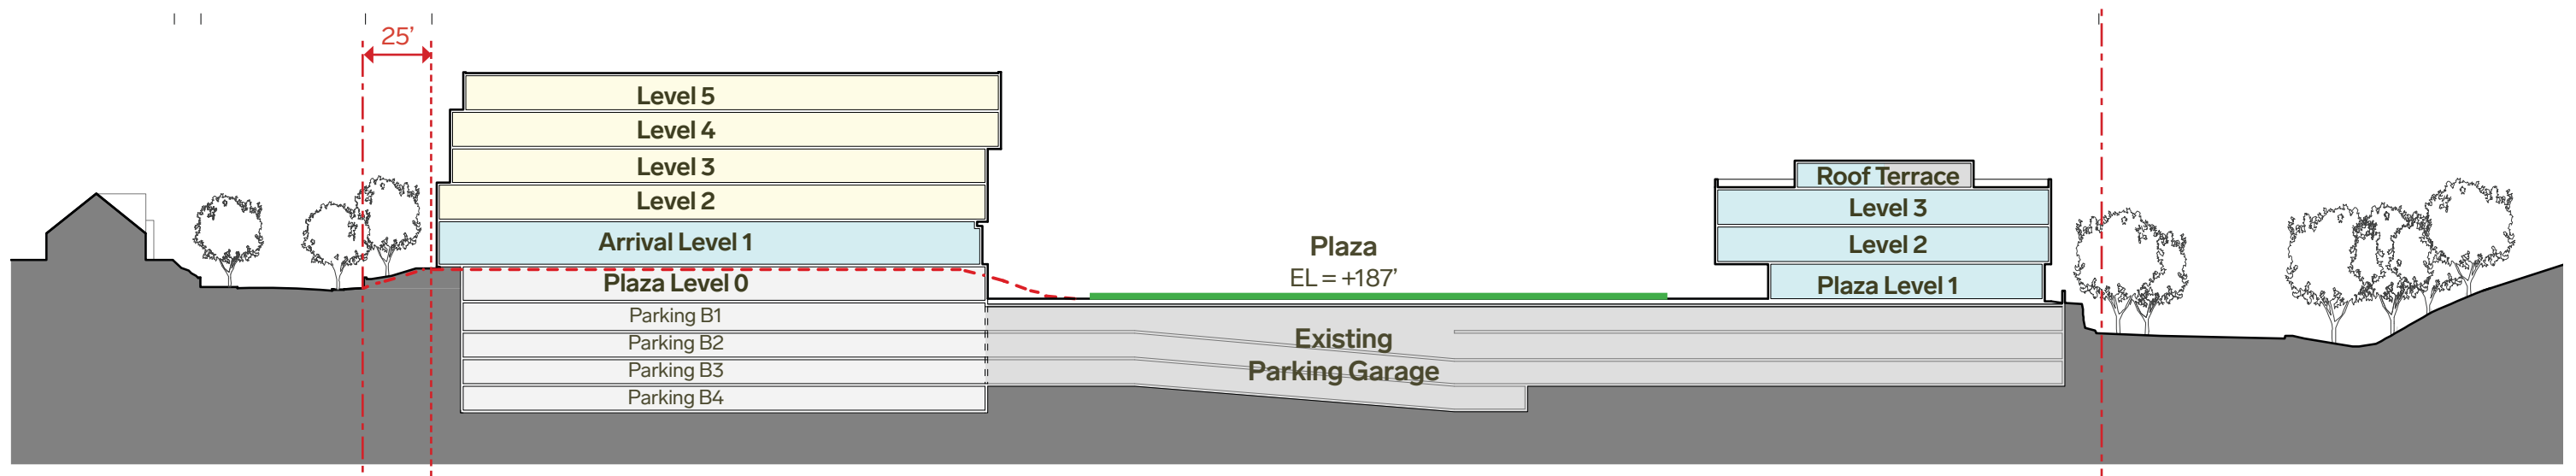 25’
Level 5
Level 4
Level 3
Level 2
Arrival Level 1
Plaza Level 0
Parking B1
Parking B2
Parking B3
Parking B4
Plaza
EL = +187’
Existing
Parking Garage
Roof Terrace
Level 3
Level 2
Plaza Level 1